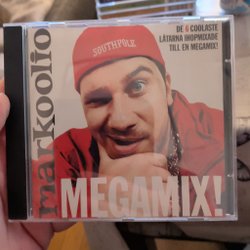 markoolio
SOUTHPOLE
DE 6 COOLASTE
LÅTARNA IHOPMIXADE
TILL EN MEGAMIX!
MEGAMIX!